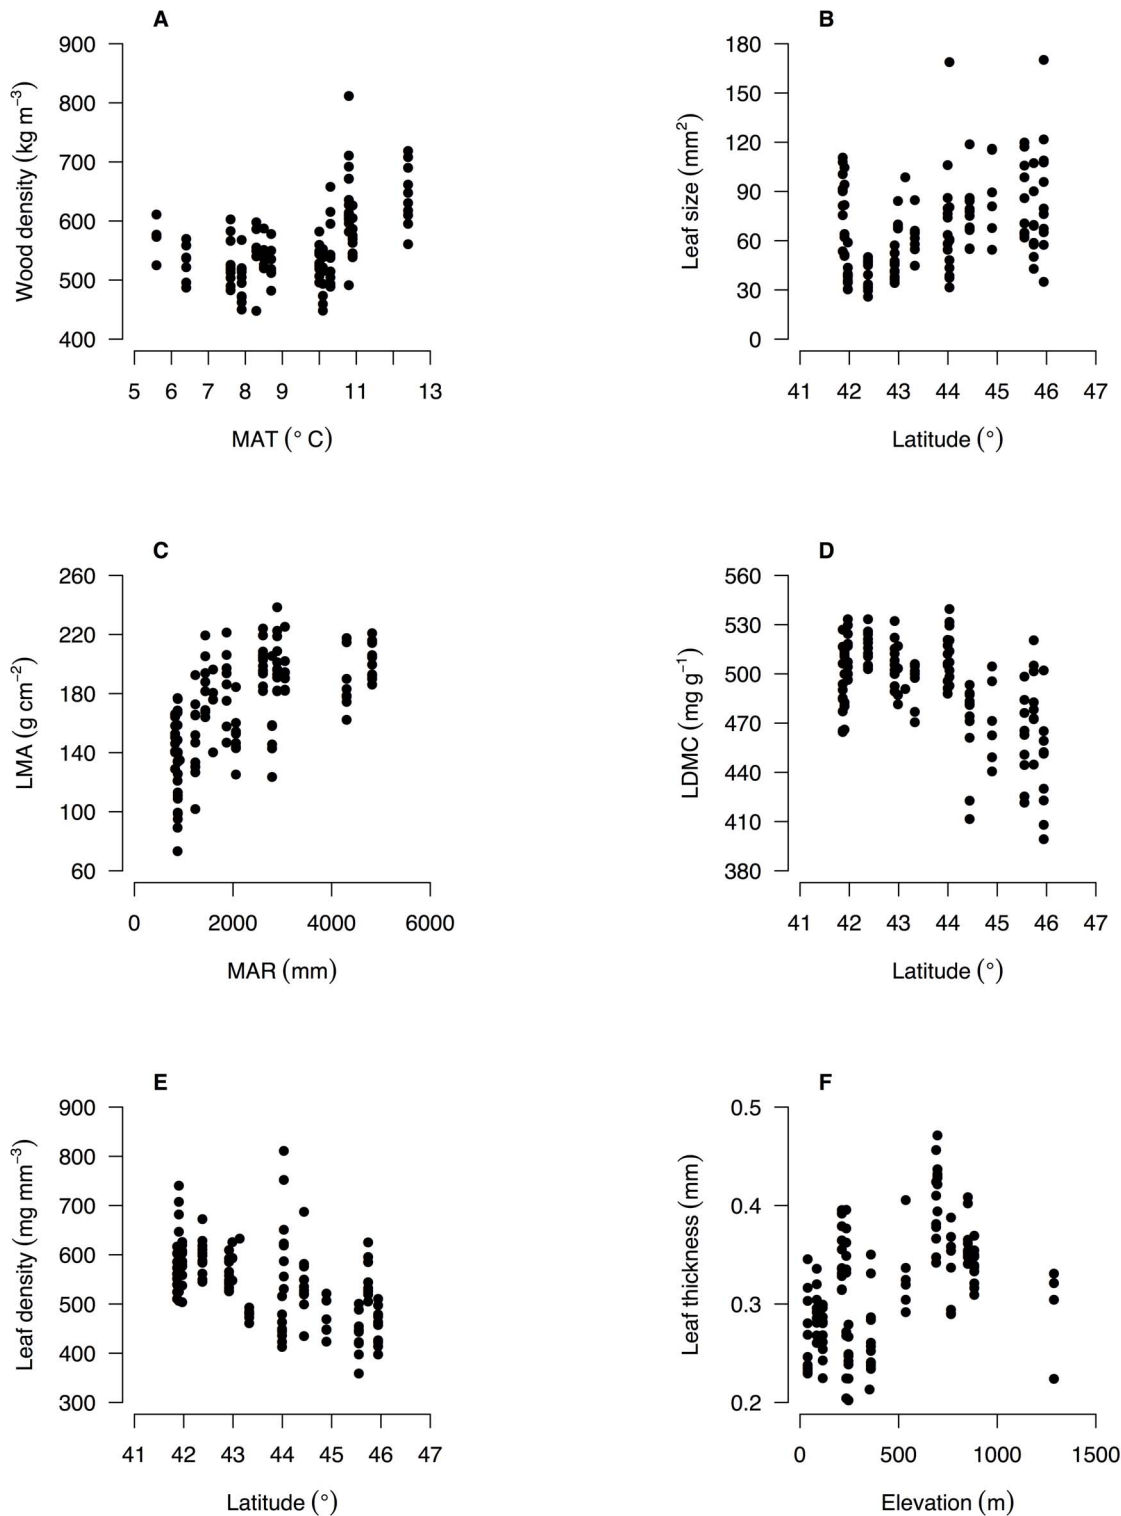 A
900
800
700
600
500
400
Wood density (kg m⁻³)
5 6 7 8 9 11 13
MAT (° C)
B
180
150
120
90
60
30
0
Leaf size (mm²)
41 42 43 44 45 46 47
Latitude (°)
C
260
220
180
140
100
60
LMA (g cm⁻²)
0 2000 4000 6000
MAR (mm)
D
560
530
500
470
440
410
380
LDMC (mg g⁻¹)
41 42 43 44 45 46 47
Latitude (°)
E
900
800
700
600
500
400
300
Leaf density (mg mm⁻³)
41 42 43 44 45 46 47
Latitude (°)
F
0.5
0.4
0.3
0.2
Leaf thickness (mm)
0 500 1000 1500
Elevation (m)